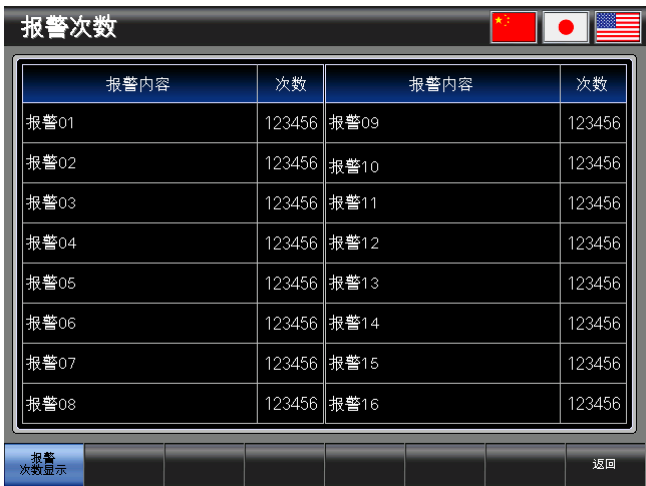 报警次数
报警内容 次数 报警内容 次数
报警01 123456 报警09 123456
报警02 123456 报警10 123456
报警03 123456 报警11 123456
报警04 123456 报警12 123456
报警05 123456 报警13 123456
报警06 123456 报警14 123456
报警07 123456 报警15 123456
报警08 123456 报警16 123456
报警
次数显示 返回